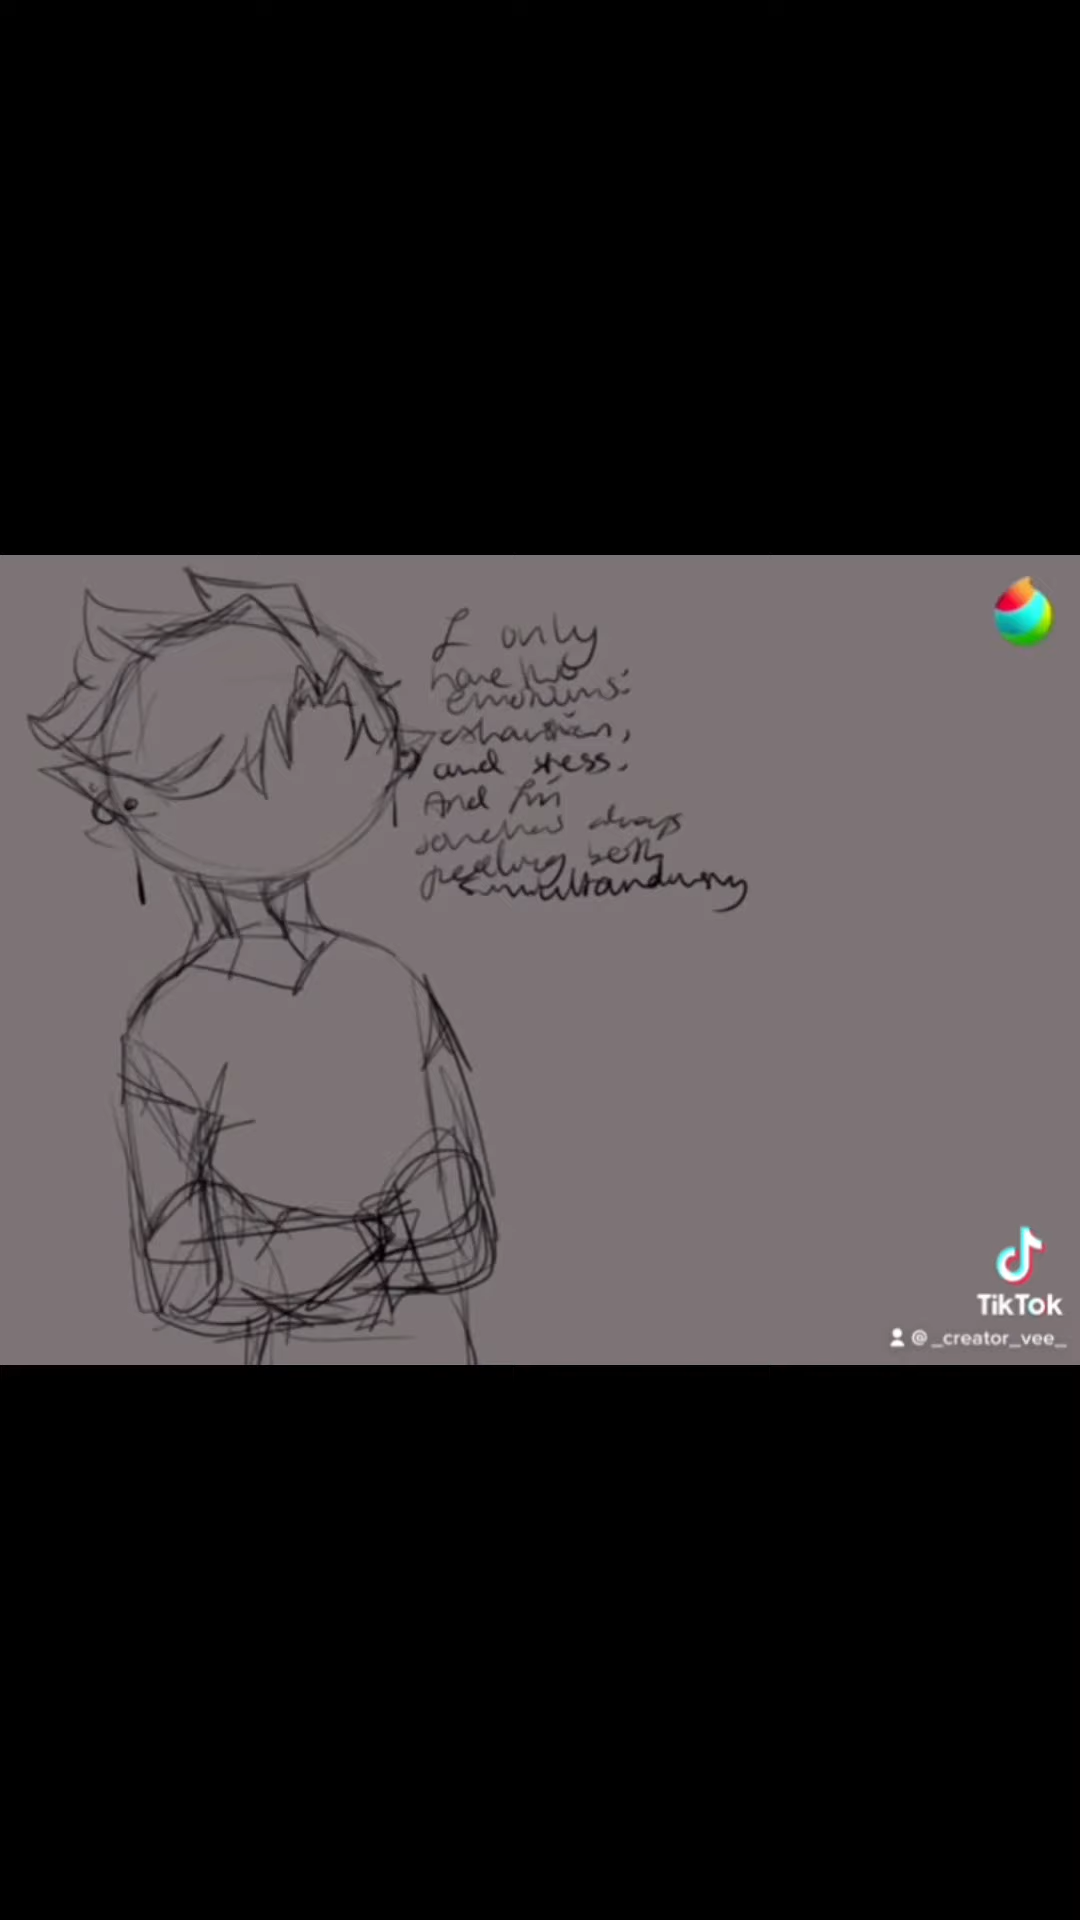 I only
have two
emotions:
exhaustion,
and stress.
And I'm
somehow always
feeling both
simultaneously
TikTok
@_creator_vee_